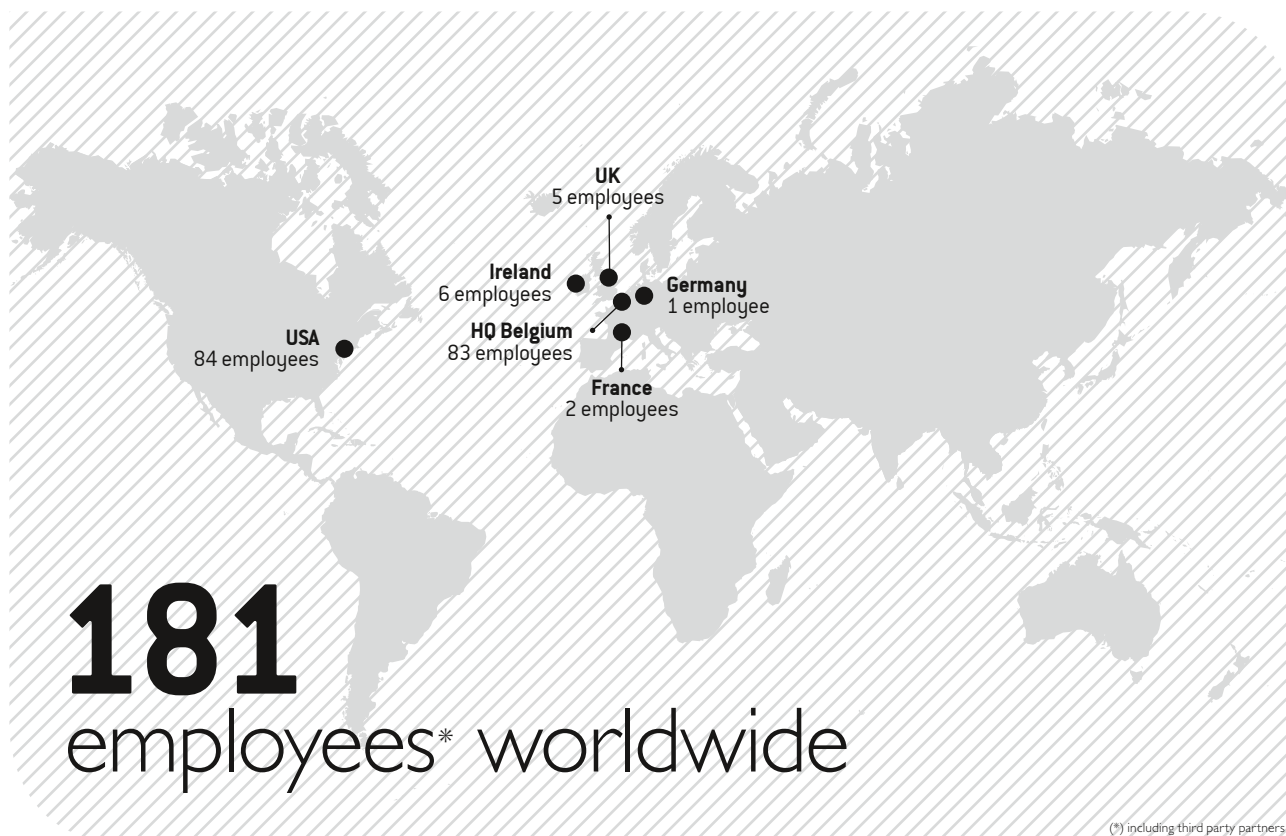 UK
5 employees
Ireland
6 employees
Germany
1 employee
HQ Belgium
83 employees
USA
84 employees
France
2 employees
181
employees* worldwide
(*) including third party partners